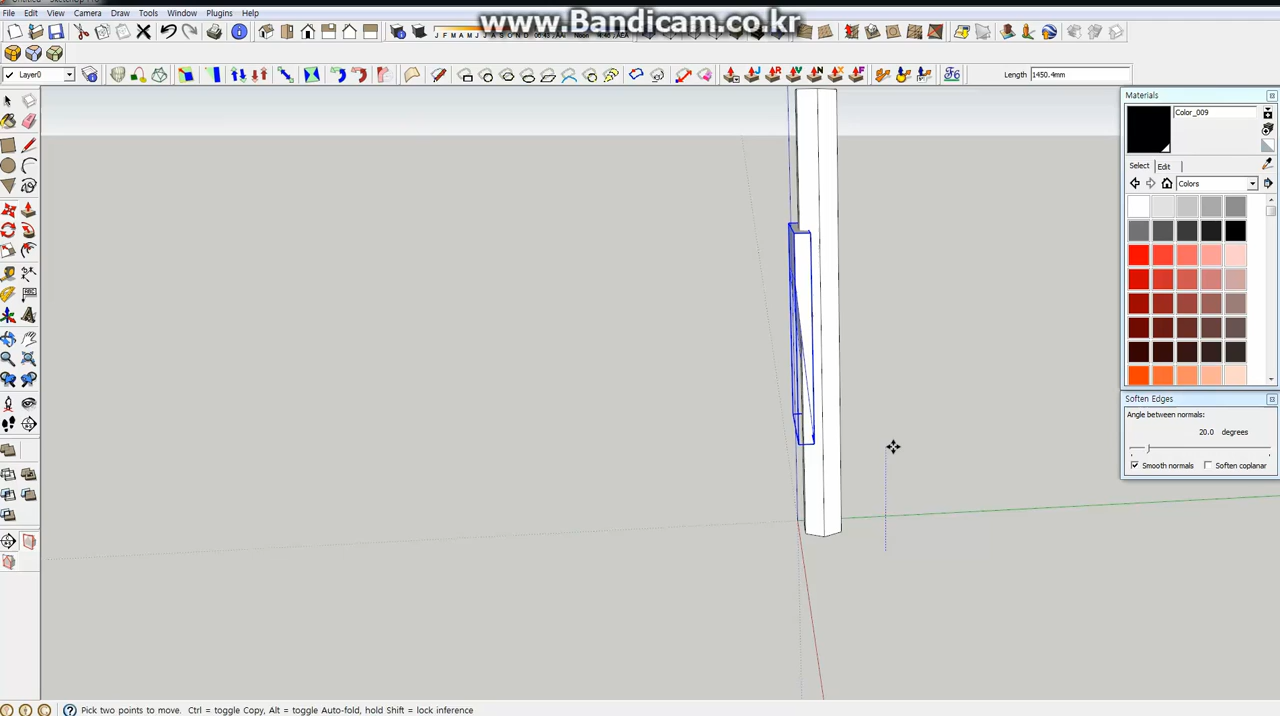 www.Bandicam.co.kr
File Edit View Camera Draw Tools Window Plugins Help
J F M A M J J A S O N D
Layer0
Length 1450.4mm
Materials
Color_009
Select Edit
Colors
Soften Edges
Angle between normals:
20.0 degrees
Smooth normals Soften coplanar
Pick two points to move. Ctrl = toggle Copy, Alt = toggle Auto-fold, hold Shift = lock inference